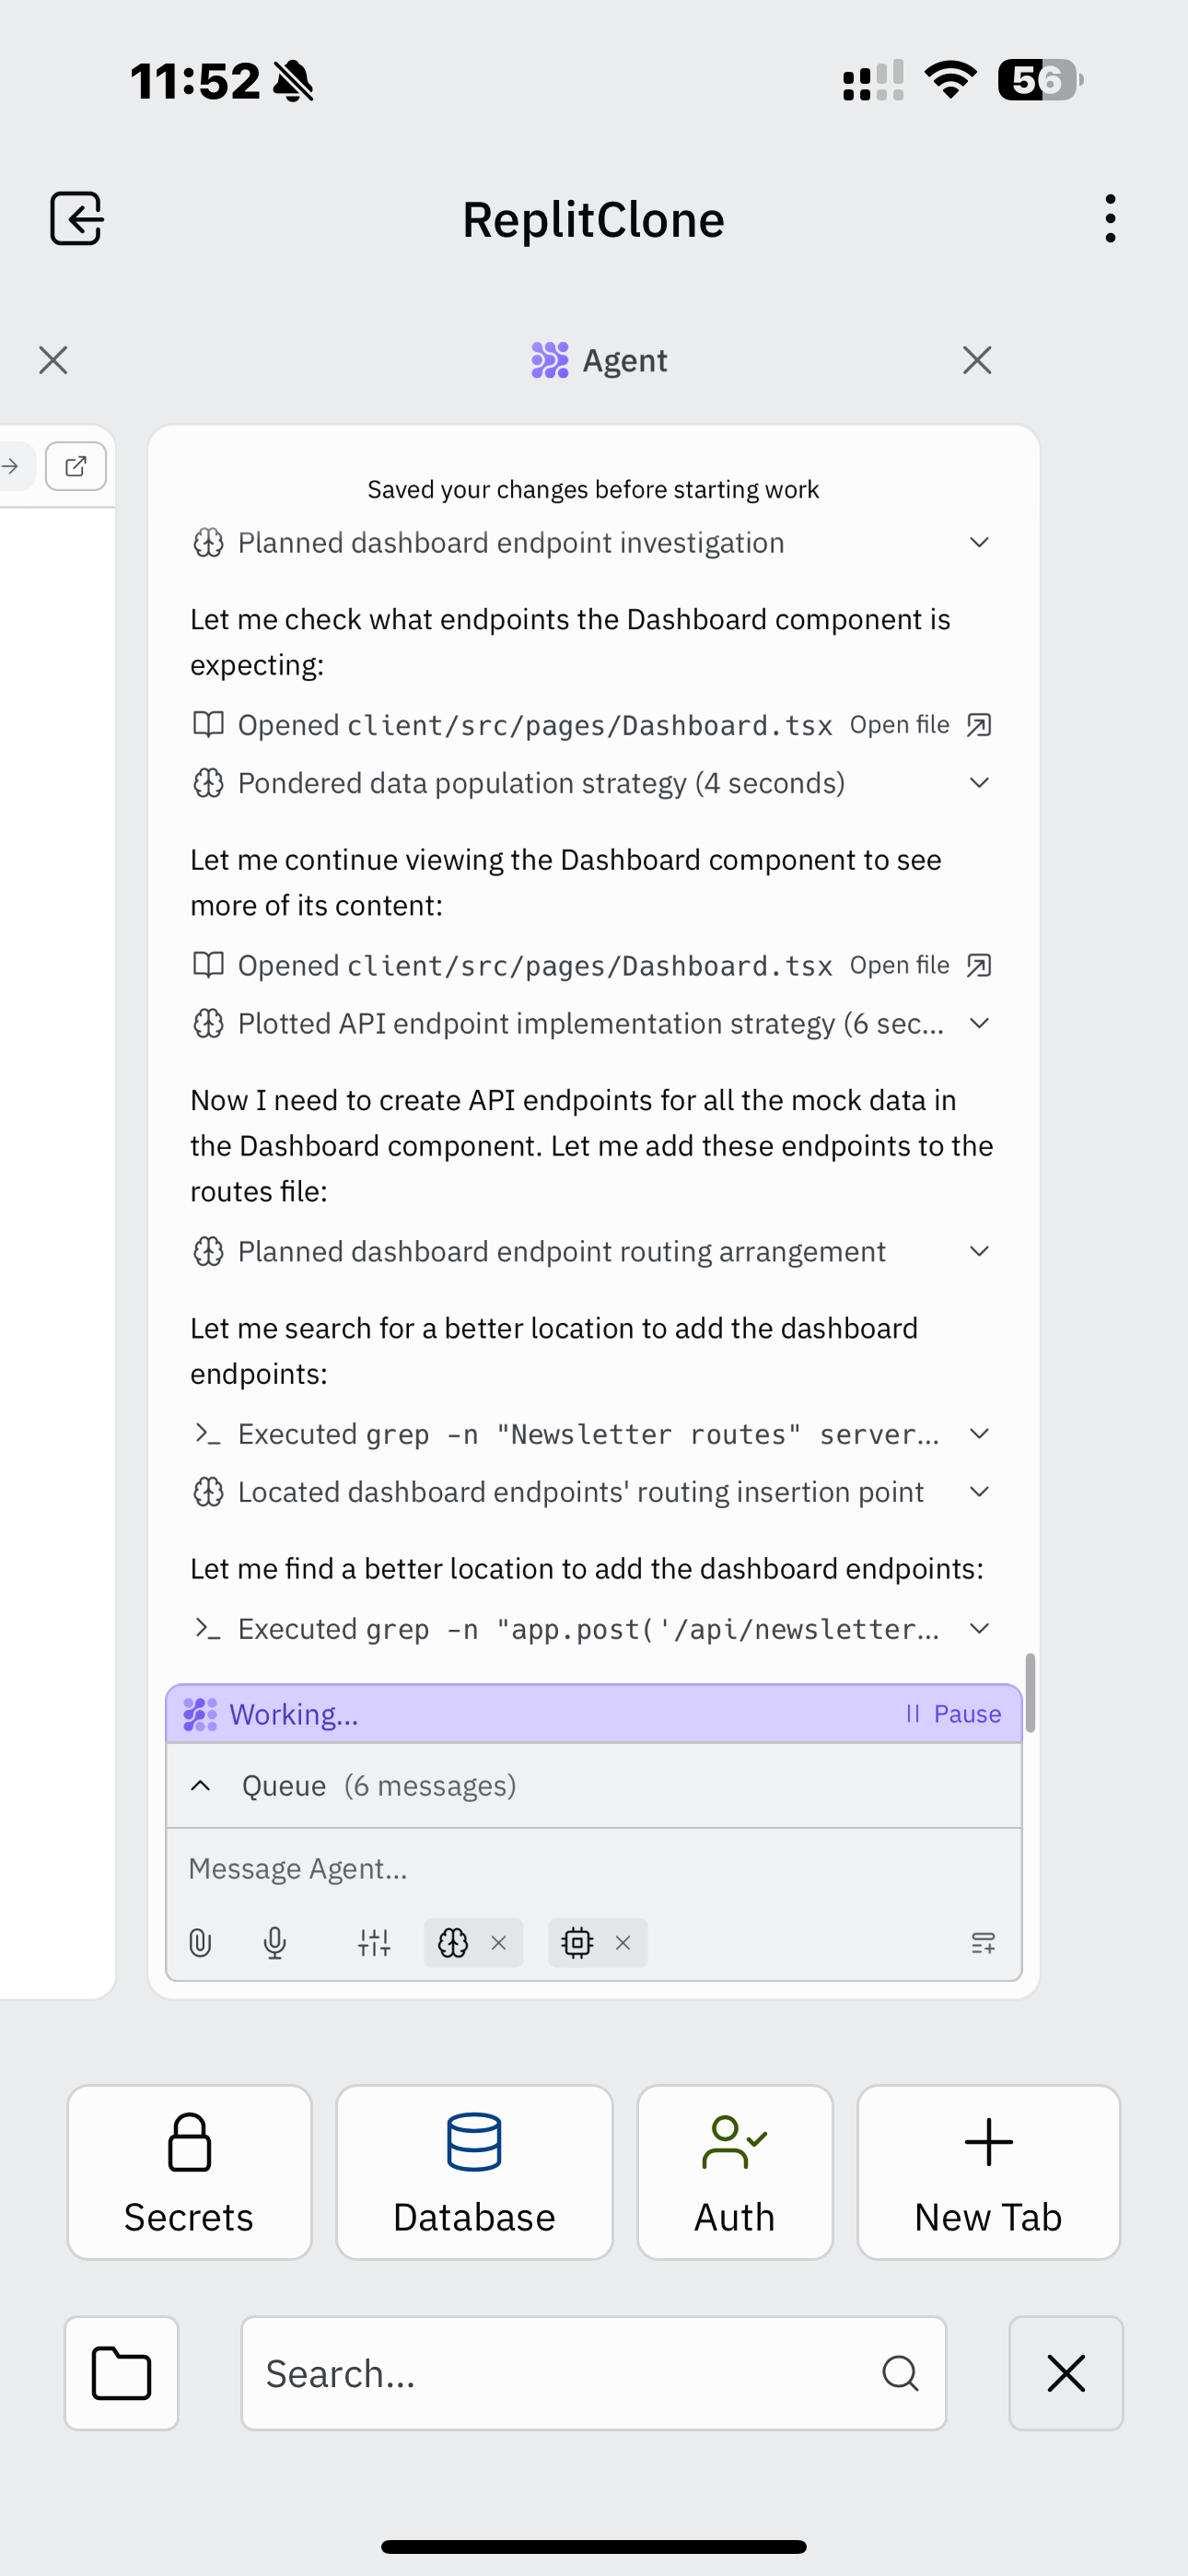 11:52
56
ReplitClone
Agent
Saved your changes before starting work
Planned dashboard endpoint investigation
Let me check what endpoints the Dashboard component is
expecting:
Opened client/src/pages/Dashboard.tsx Open file
Pondered data population strategy (4 seconds)
Let me continue viewing the Dashboard component to see
more of its content:
Opened client/src/pages/Dashboard.tsx Open file
Plotted API endpoint implementation strategy (6 sec...
Now I need to create API endpoints for all the mock data in
the Dashboard component. Let me add these endpoints to the
routes file:
Planned dashboard endpoint routing arrangement
Let me search for a better location to add the dashboard
endpoints:
Executed grep -n "Newsletter routes" server...
Located dashboard endpoints' routing insertion point
Let me find a better location to add the dashboard endpoints:
Executed grep -n "app.post('/api/newsletter...
Working... Pause
Queue (6 messages)
Message Agent...
Secrets
Database
Auth
New Tab
Search...